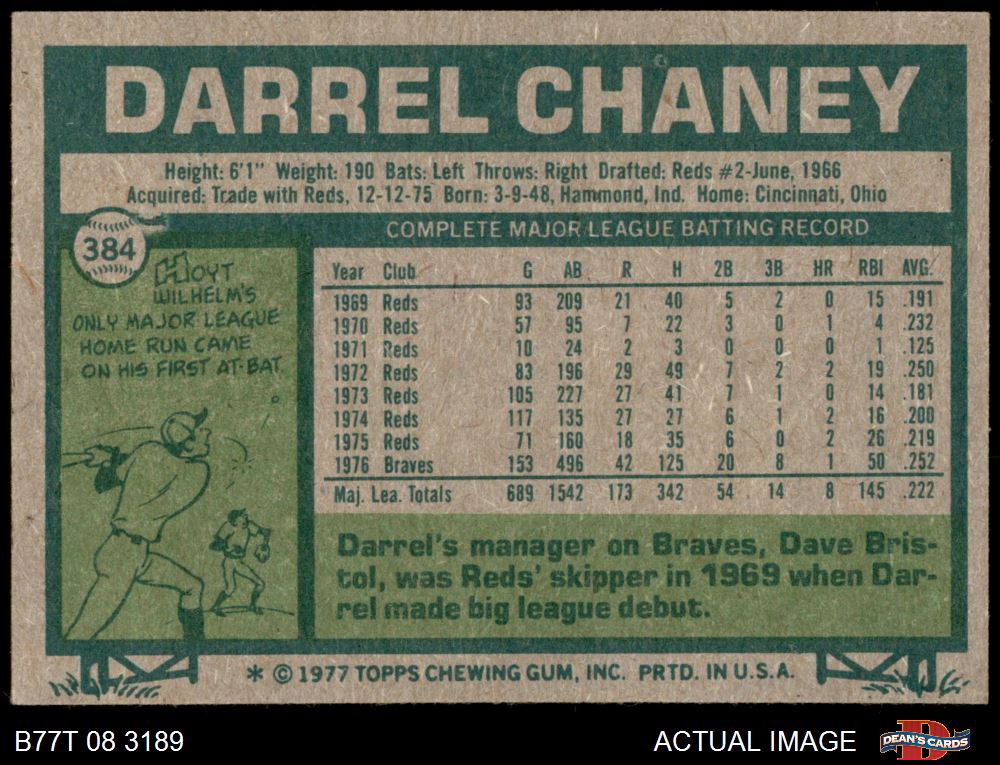 DARREL CHANEY
Height: 6'1" Weight: 190 Bats: Left Throws: Right Drafted: Reds #2-June, 1966
Acquired: Trade with Reds, 12-12-75 Born: 3-9-48, Hammond, Ind. Home: Cincinnati, Ohio
384
HOYT
WILHELM'S
ONLY MAJOR LEAGUE
HOME RUN CAME
ON HIS FIRST AT-BAT
COMPLETE MAJOR LEAGUE BATTING RECORD
Year Club G AB R H 2B 3B HR RBI AVG.
1969 Reds 93 209 21 40 5 2 0 15 .191
1970 Reds 57 95 7 22 3 0 1 4 .232
1971 Reds 10 24 2 3 0 0 0 1 .125
1972 Reds 83 196 29 49 7 2 2 19 .250
1973 Reds 105 227 27 41 7 1 0 14 .181
1974 Reds 117 135 27 27 6 1 2 16 .200
1975 Reds 71 160 18 35 6 0 2 26 .219
1976 Braves 153 496 42 125 20 8 1 50 .252
Maj. Lea. Totals 689 1542 173 342 54 14 8 145 .222
Darrel's manager on Braves, Dave Bris-
tol, was Reds' skipper in 1969 when Dar-
rel made big league debut.
* © 1977 TOPPS CHEWING GUM, INC. PRTD. IN U.S.A.
B77T 08 3189
ACTUAL IMAGE
D
DEAN'S CARDS